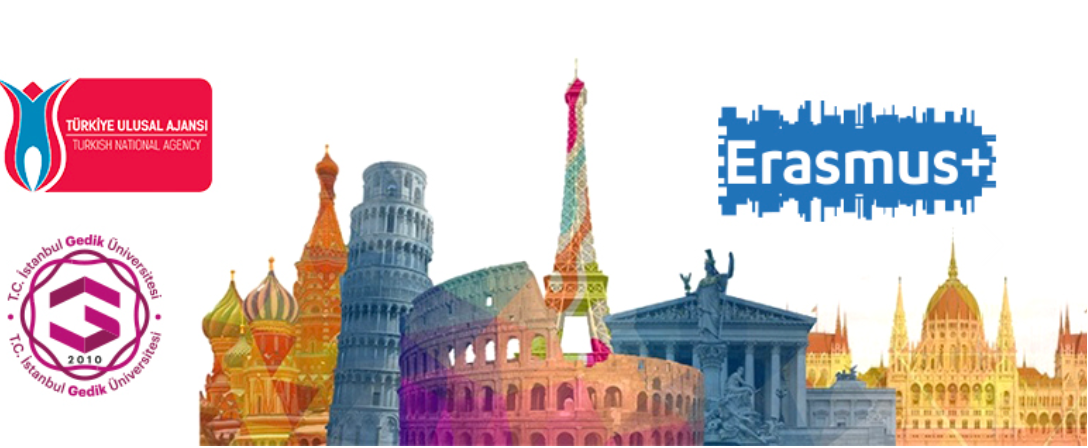 TÜRKİYE ULUSAL AJANSI
TURKISH NATIONAL AGENCY
Erasmus+
T.C. İstanbul Gedik Üniversitesi
2010
T.C. İstanbul Gedik Üniversitesi